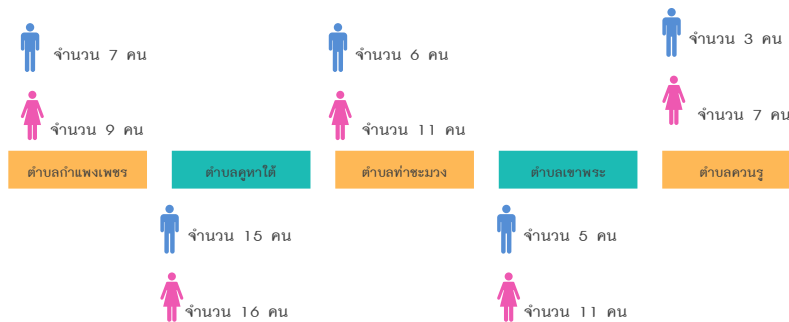 จำนวน 7 คน
จำนวน 6 คน
จำนวน 3 คน
จำนวน 9 คน
จำนวน 11 คน
จำนวน 7 คน
ตำบลกำแพงเพชร
ตำบลคูหาใต้
ตำบลท่าชะมวง
ตำบลเขาพระ
ตำบลควนรู
จำนวน 15 คน
จำนวน 5 คน
จำนวน 16 คน
จำนวน 11 คน